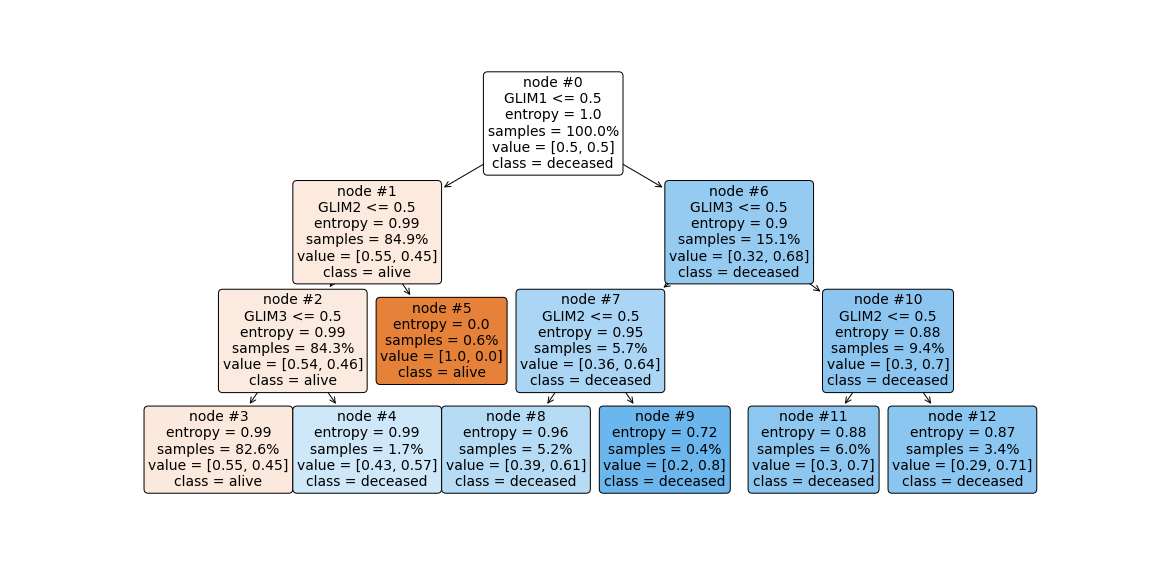 node #0
GLIM1 <= 0.5
entropy = 1.0
samples = 100.0%
value = [0.5, 0.5]
class = deceased
node #1
GLIM2 <= 0.5
entropy = 0.99
samples = 84.9%
value = [0.55, 0.45]
class = alive
node #6
GLIM3 <= 0.5
entropy = 0.9
samples = 15.1%
value = [0.32, 0.68]
class = deceased
node #2
GLIM3 <= 0.5
entropy = 0.99
samples = 84.3%
value = [0.54, 0.46]
class = alive
node #5
entropy = 0.0
samples = 0.6%
value = [1.0, 0.0]
class = alive
node #7
GLIM2 <= 0.5
entropy = 0.95
samples = 5.7%
value = [0.36, 0.64]
class = deceased
node #10
GLIM2 <= 0.5
entropy = 0.88
samples = 9.4%
value = [0.3, 0.7]
class = deceased
node #3
entropy = 0.99
samples = 82.6%
value = [0.55, 0.45]
class = alive
node #4
entropy = 0.99
samples = 1.7%
value = [0.43, 0.57]
class = deceased
node #8
entropy = 0.96
samples = 5.2%
value = [0.39, 0.61]
class = deceased
node #9
entropy = 0.72
samples = 0.4%
value = [0.2, 0.8]
class = deceased
node #11
entropy = 0.88
samples = 6.0%
value = [0.3, 0.7]
class = deceased
node #12
entropy = 0.87
samples = 3.4%
value = [0.29, 0.71]
class = deceased